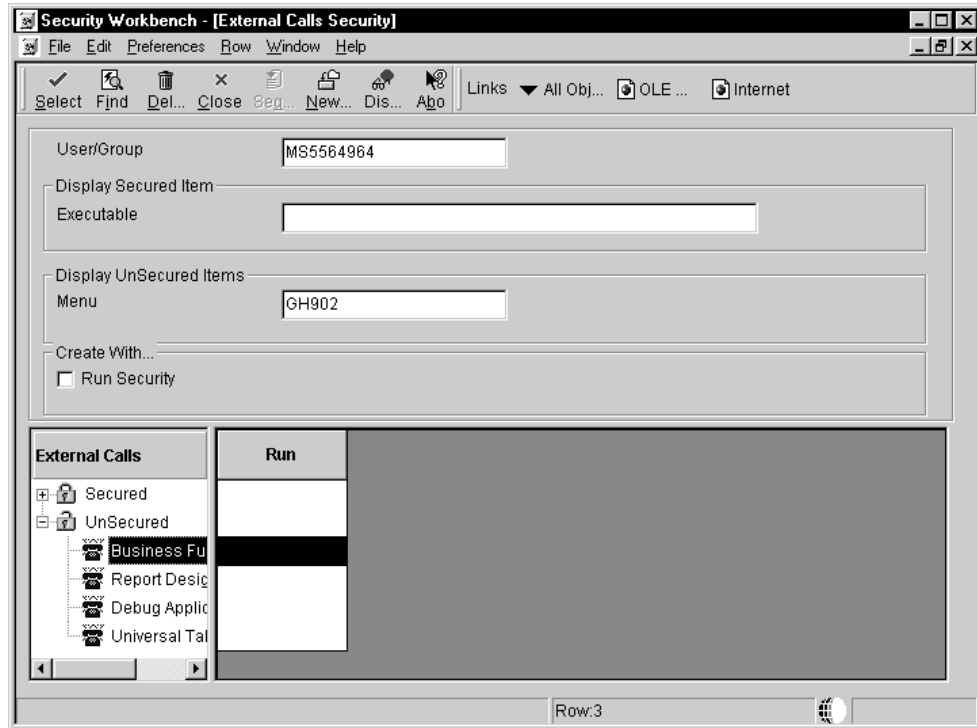 Security Workbench - [External Calls Security]
File Edit Preferences Row Window Help
Select Find Del... Close Seq... New... Dis... Abo Links All Obj... OLE ... Internet
User/Group MS5564964
Display Secured Item
Executable
Display UnSecured Items
Menu GH902
Create With...
Run Security
External Calls Run
Secured
UnSecured
Business Fu
Report Desig
Debug Applic
Universal Tal
Row:3